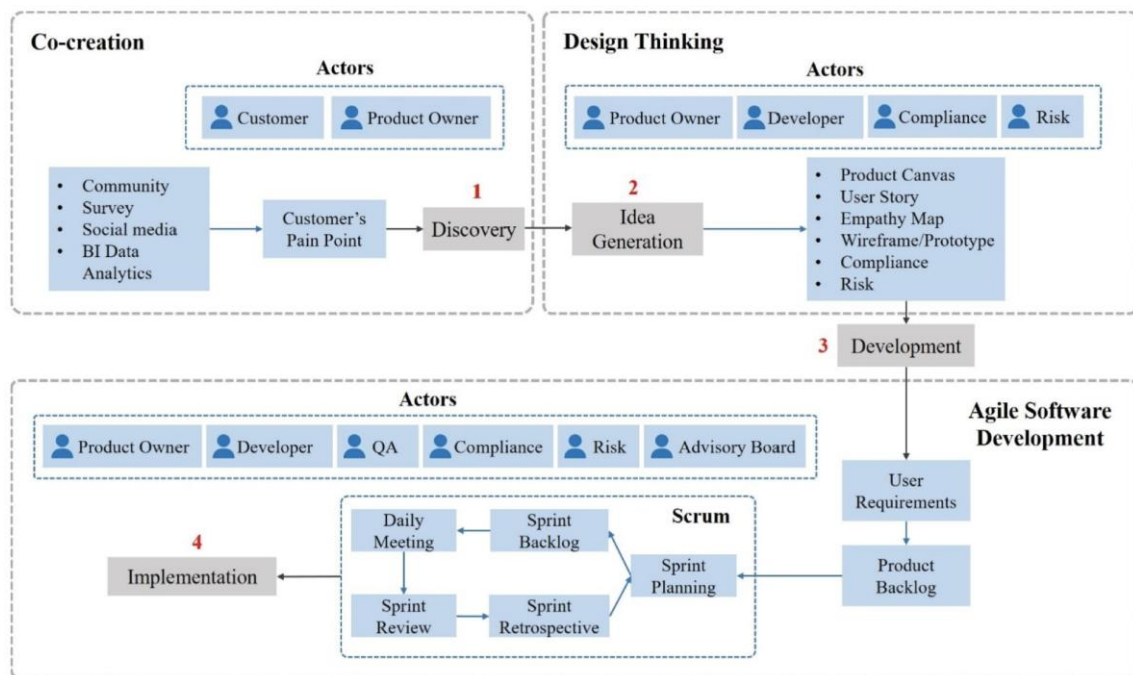 Co-creation
Actors
Customer
Product Owner
• Community
• Survey
• Social media
• BI Data
Analytics
Customer's
Pain Point
1
Discovery
Design Thinking
Actors
Product Owner
Developer
Compliance
Risk
2
Idea
Generation
• Product Canvas
• User Story
• Empathy Map
• Wireframe/Prototype
• Compliance
• Risk
3
Development
Agile Software
Development
Actors
Product Owner
Developer
QA
Compliance
Risk
Advisory Board
User
Requirements
Product
Backlog
Scrum
Sprint
Planning
Sprint
Backlog
Daily
Meeting
Sprint
Review
Sprint
Retrospective
4
Implementation